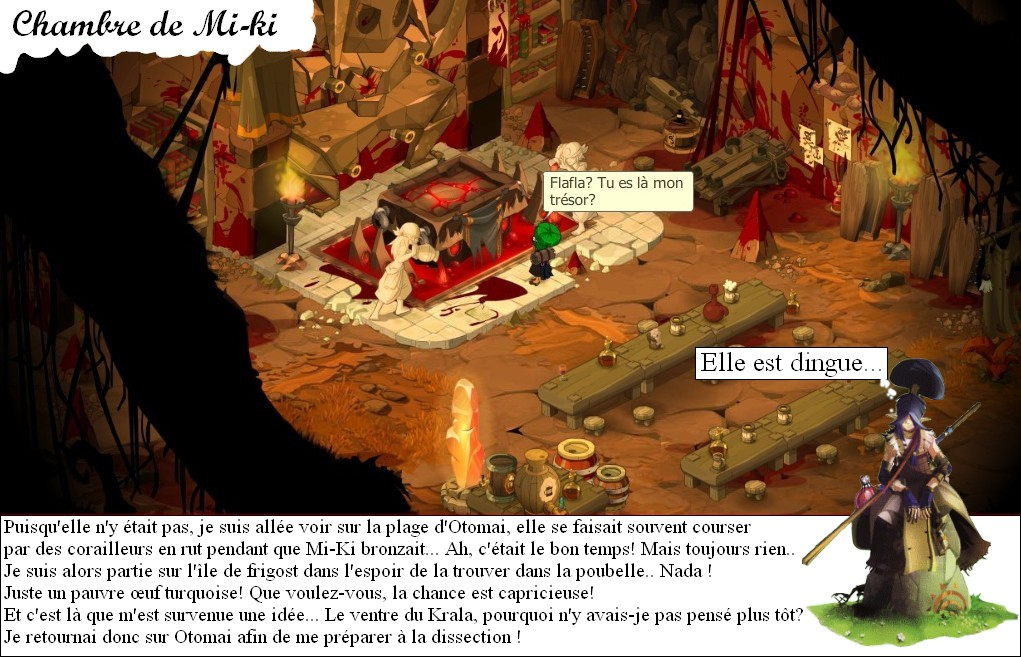 Chambre de Mi-ki
Flafla? Tu es là mon
trésor?
Elle est dingue...
Puisqu'elle n'y était pas, je suis allée voir sur la plage d'Otomai, elle se faisait souvent courser
par des corailleurs en rut pendant que Mi-Ki bronzait... Ah, c'était le bon temps! Mais toujours rien..
Je suis alors partie sur l'île de frigost dans l'espoir de la trouver dans la poubelle.. Nada !
Juste un pauvre œuf turquoise! Que voulez-vous, la chance est capricieuse!
Et c'est là que m'est survenue une idée... Le ventre du Krala, pourquoi n'y avais-je pas pensé plus tôt?
Je retournai donc sur Otomai afin de me préparer à la dissection !